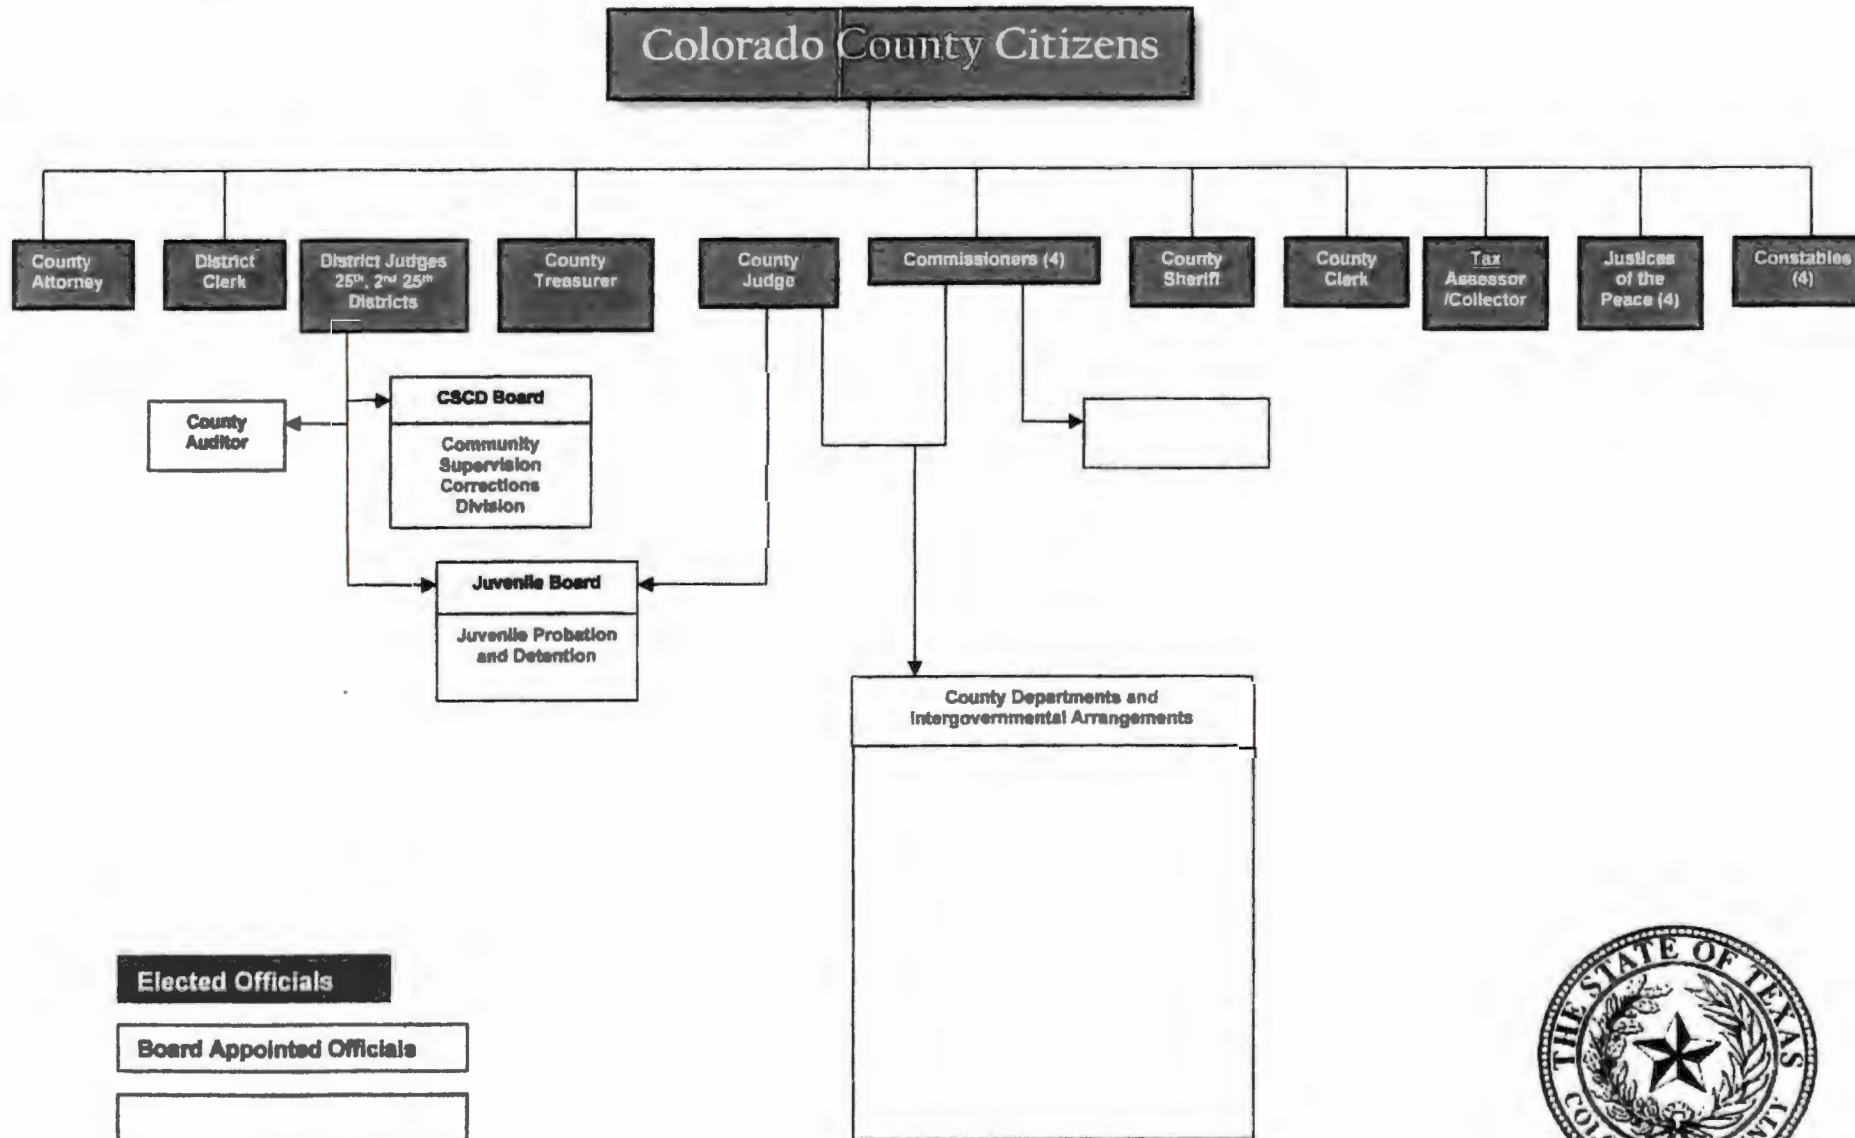 Colorado County Citizens
County
Attorney
District
Clerk
District Judges
25th, 2nd 25th
Districts
County
Treasurer
County
Judge
Commissioners (4)
County
Sheriff
County
Clerk
Tax
Assessor
/Collector
Justices
of the
Peace (4)
Constables
(4)
County
Auditor
CSCD Board
Community
Supervision
Corrections
Division
Juvenile Board
Juvenile Probation
and Detention
County Departments and
Intergovernmental Arrangements
Elected Officials
Board Appointed Officials
THE STATE OF TEXAS